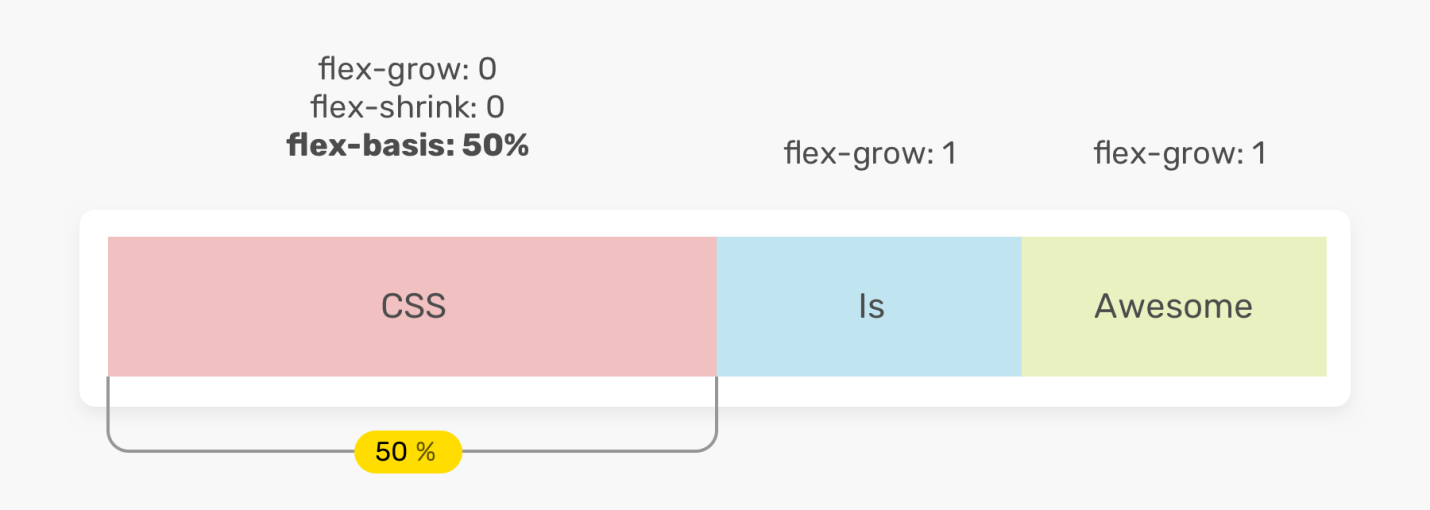 flex-grow: 0
flex-shrink: 0
flex-basis: 50%
flex-grow: 1
flex-grow: 1
CSS
Is
Awesome
50 %